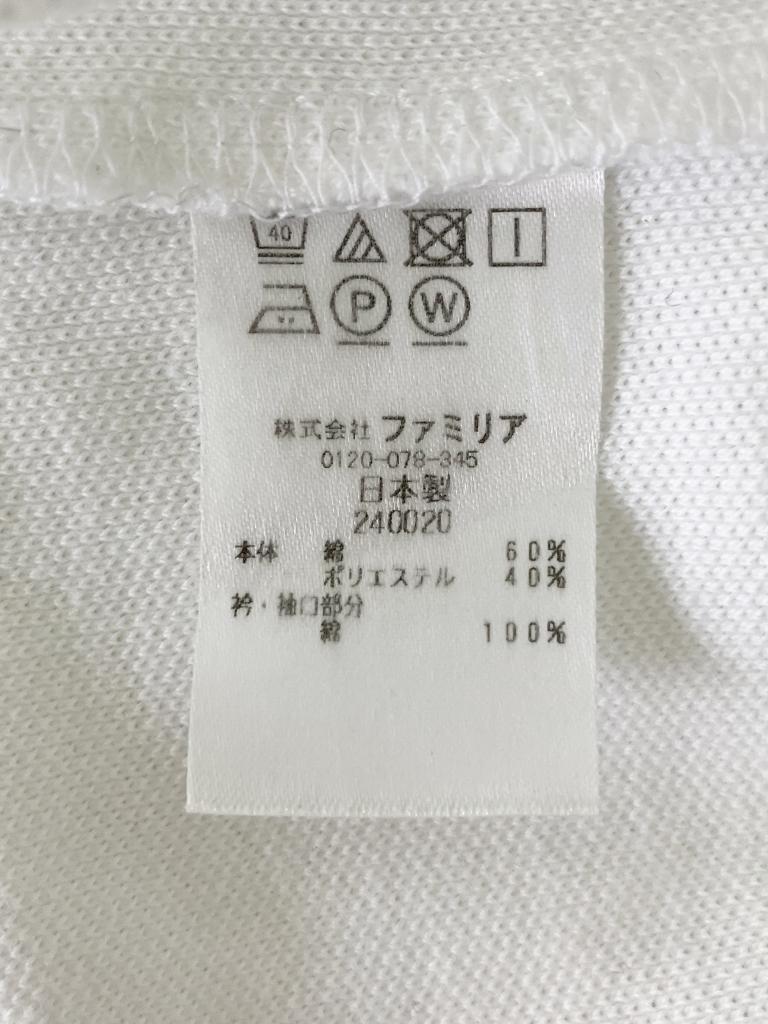 40
P W
株式会社 ファミリア
0120-078-345
日本製
240020
本体 綿 60%
ポリエステル 40%
衿・袖口部分
綿 100%